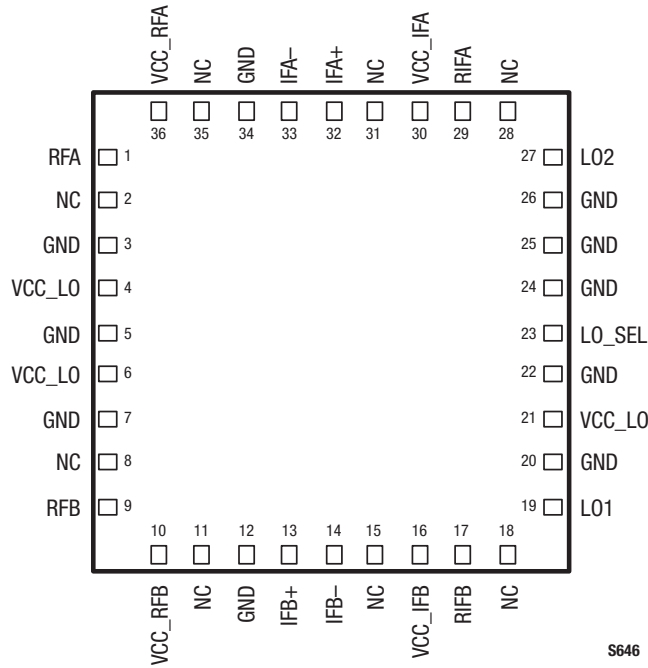 VCC_RFA NC GND IFA– IFA+ NC VCC_IFA RIFA NC
36 35 34 33 32 31 30 29 28
RFA 1 27 LO2
NC 2 26 GND
GND 3 25 GND
VCC_LO 4 24 GND
GND 5 23 LO_SEL
VCC_LO 6 22 GND
GND 7 21 VCC_LO
NC 8 20 GND
RFB 9 19 LO1
10 11 12 13 14 15 16 17 18
VCC_RFB NC GND IFB+ IFB– NC VCC_IFB RIFB NC
S646